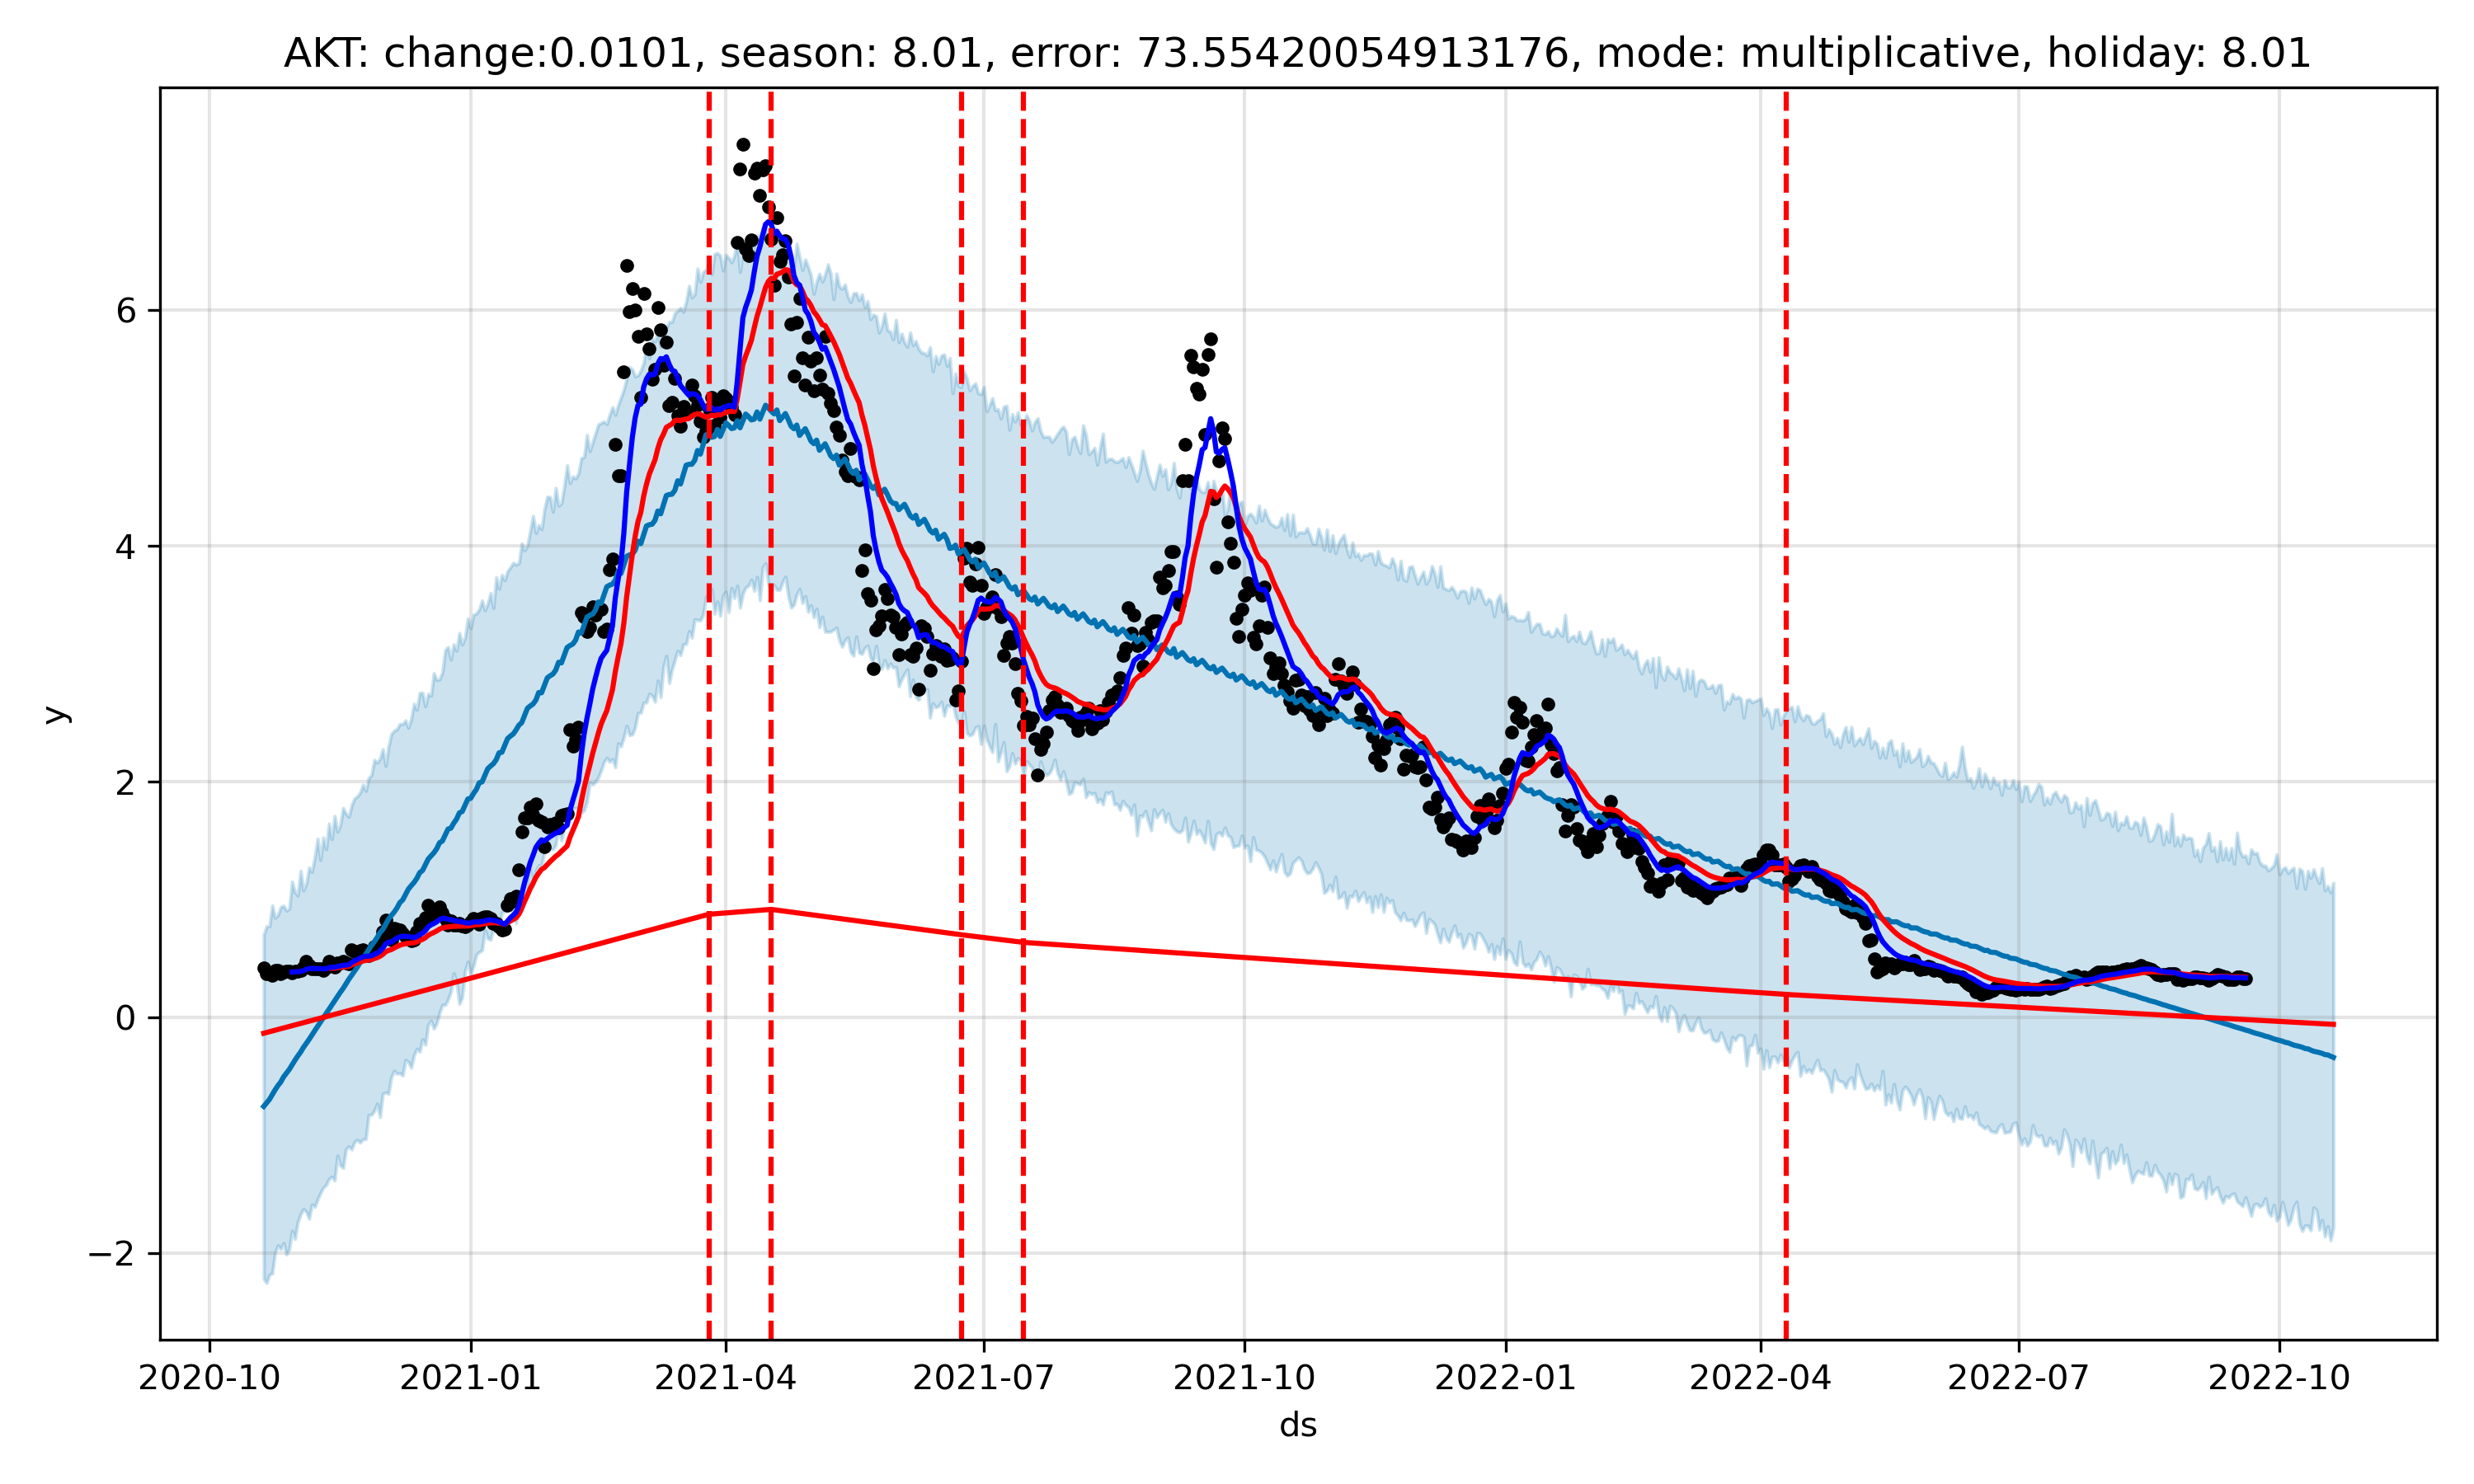 AKT: change:0.0101, season: 8.01, error: 73.55420054913176, mode: multiplicative, holiday: 8.01
6
4
y
2
0
−2
2020-10 2021-01 2021-04 2021-07 2021-10 2022-01 2022-04 2022-07 2022-10
ds